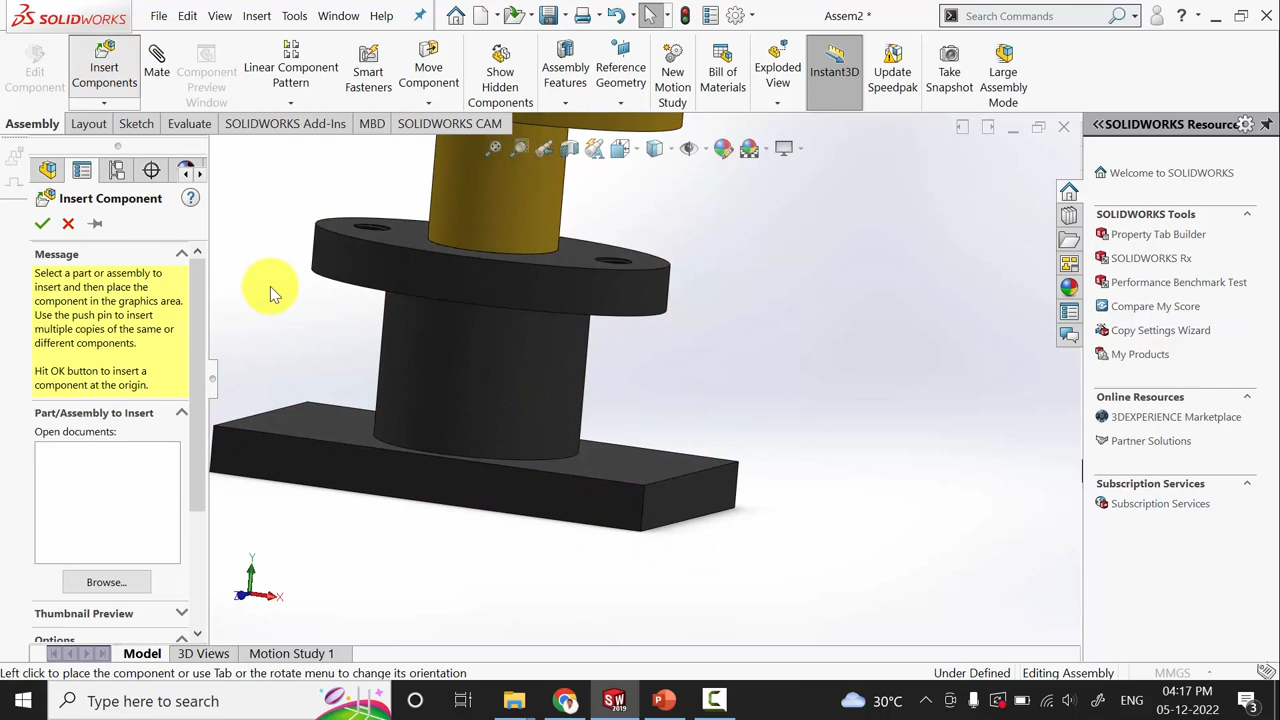 SOLIDWORKS
File
Edit
View
Insert
Tools
Window
Help
Assem2 *
Search Commands
Edit
Component
Insert
Components
Mate
Component
Preview
Window
Linear Component
Pattern
Smart
Fasteners
Move
Component
Show
Hidden
Components
Assembly
Features
Reference
Geometry
New
Motion
Study
Bill of
Materials
Exploded
View
Instant3D
Update
Speedpak
Take
Snapshot
Large
Assembly
Mode
Assembly
Layout
Sketch
Evaluate
SOLIDWORKS Add-Ins
MBD
SOLIDWORKS CAM
Insert Component
Message
Select a part or assembly to
insert and then place the
component in the graphics area.
Use the push pin to insert
multiple copies of the same or
different components.
Hit OK button to insert a
component at the origin.
Part/Assembly to Insert
Open documents:
Browse...
Thumbnail Preview
Options
Y
Z
X
SOLIDWORKS Resourc
Welcome to SOLIDWORKS
SOLIDWORKS Tools
Property Tab Builder
SOLIDWORKS Rx
Performance Benchmark Test
Compare My Score
Copy Settings Wizard
My Products
Online Resources
3DEXPERIENCE Marketplace
Partner Solutions
Subscription Services
Subscription Services
Model
3D Views
Motion Study 1
Left click to place the component or use Tab or the rotate menu to change its orientation
Under Defined
Editing Assembly
MMGS
Type here to search
SW
2019
30°C
ENG
04:17 PM
05-12-2022
3